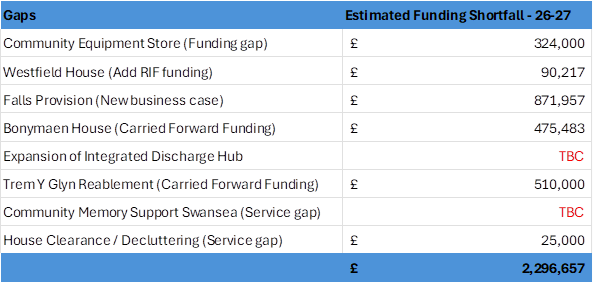 Gaps Estimated Funding Shortfall - 26-27
Community Equipment Store (Funding gap) £ 324,000
Westfield House (Add RIF funding) £ 90,217
Falls Provision (New business case) £ 871,957
Bonymaen House (Carried Forward Funding) £ 475,483
Expansion of Integrated Discharge Hub TBC
Trem Y Glyn Reablement (Carried Forward Funding) £ 510,000
Community Memory Support Swansea (Service gap) TBC
House Clearance / Decluttering (Service gap) £ 25,000
£ 2,296,657